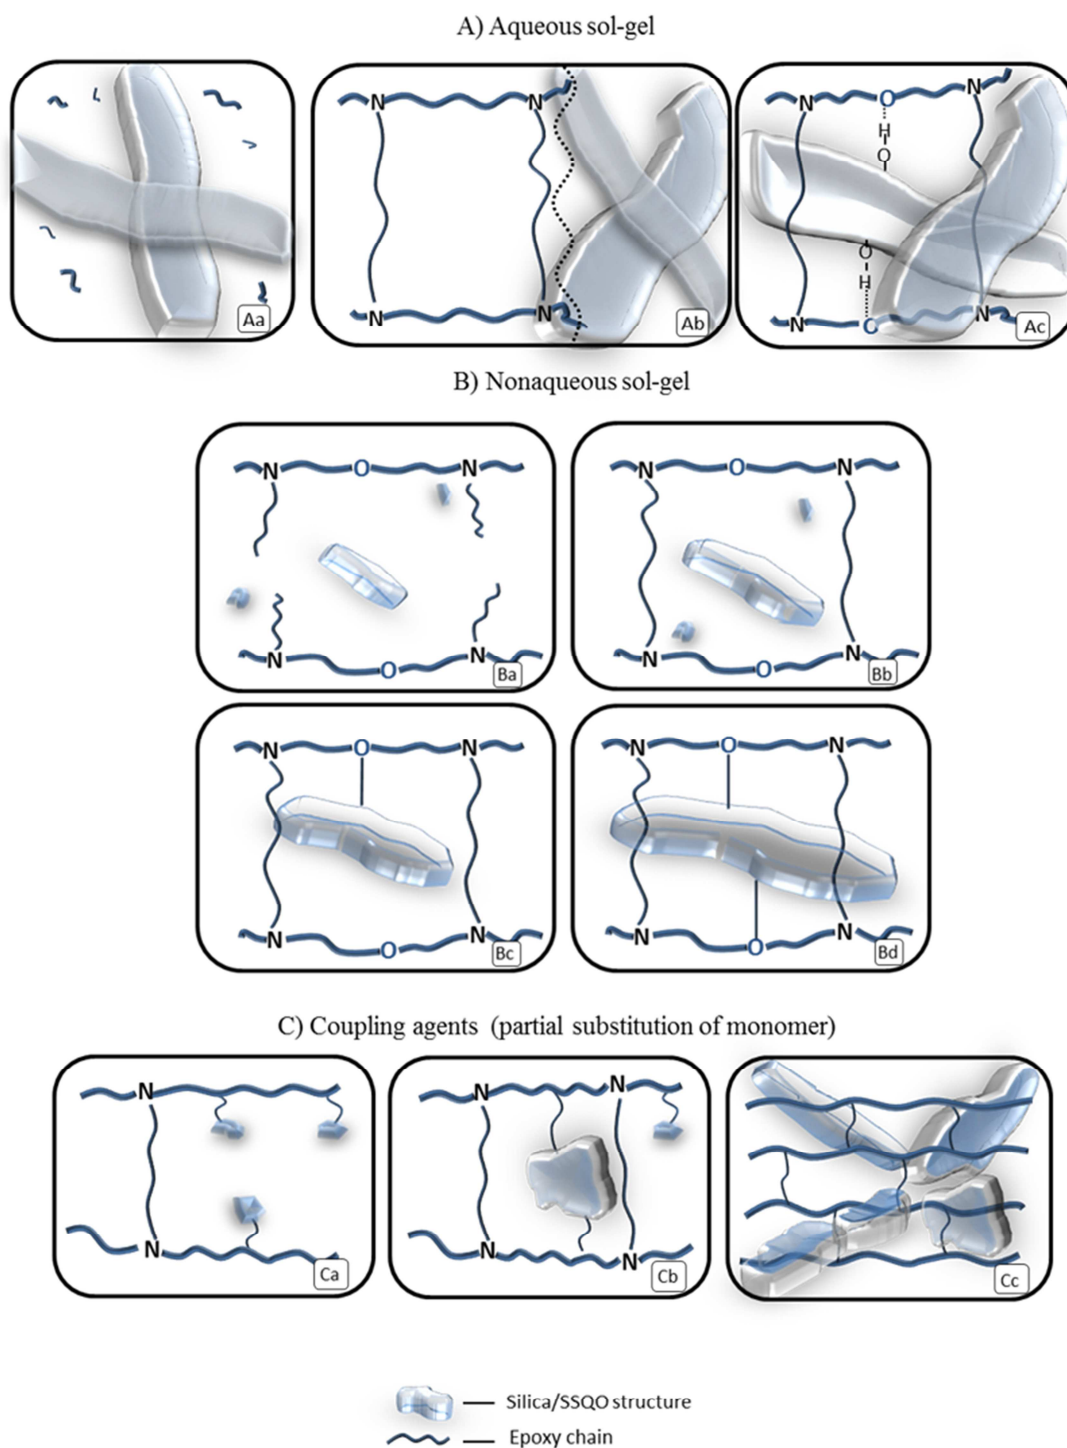 A) Aqueous sol-gel
N N N O N
H
O
O
H
N N N O N
Aa Ab Ac
B) Nonaqueous sol-gel
N O N N O N
N O N N O N
Ba Bb
N O N N O N
N O N N O N
Bc Bd
C) Coupling agents (partial substitution of monomer)
N N N
N N N
Ca Cb Cc
Silica/SSQO structure
Epoxy chain